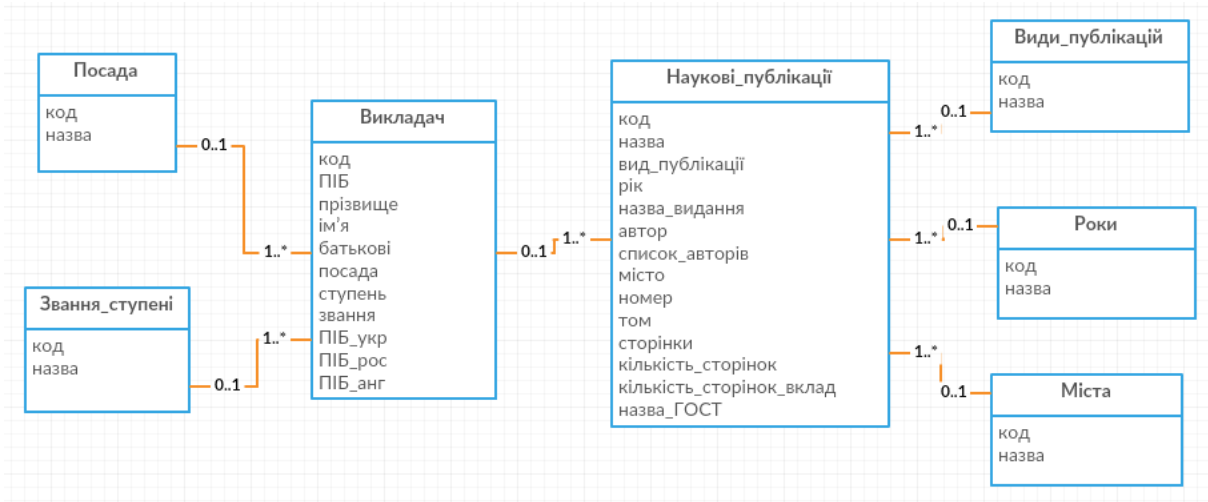 Посада
код
назва
0..1
1..*
Звання_ступені
код
назва
0..1
1..*
Викладач
код
ПІБ
прізвище
ім’я
батькові
посада
ступень
звання
ПІБ_укр
ПІБ_рос
ПІБ_анг
0..1
1..*
Наукові_публікації
код
назва
вид_публікації
рік
назва_видання
автор
список_авторів
місто
номер
том
сторінки
кількість_сторінок
кількість_сторінок_вклад
назва_ГОСТ
1..*
0..1
Види_публікацій
код
назва
1..*
0..1
Роки
код
назва
1..*
0..1
Міста
код
назва